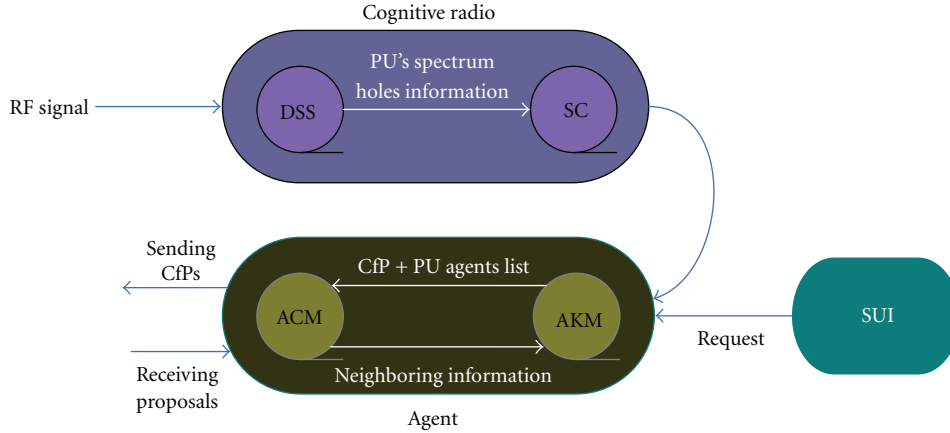 Cognitive radio
PU's spectrum
holes information
RF signal
DSS
SC
Sending
CfPs
CfP + PU agents list
ACM
AKM
SUI
Request
Receiving
proposals
Neighboring information
Agent